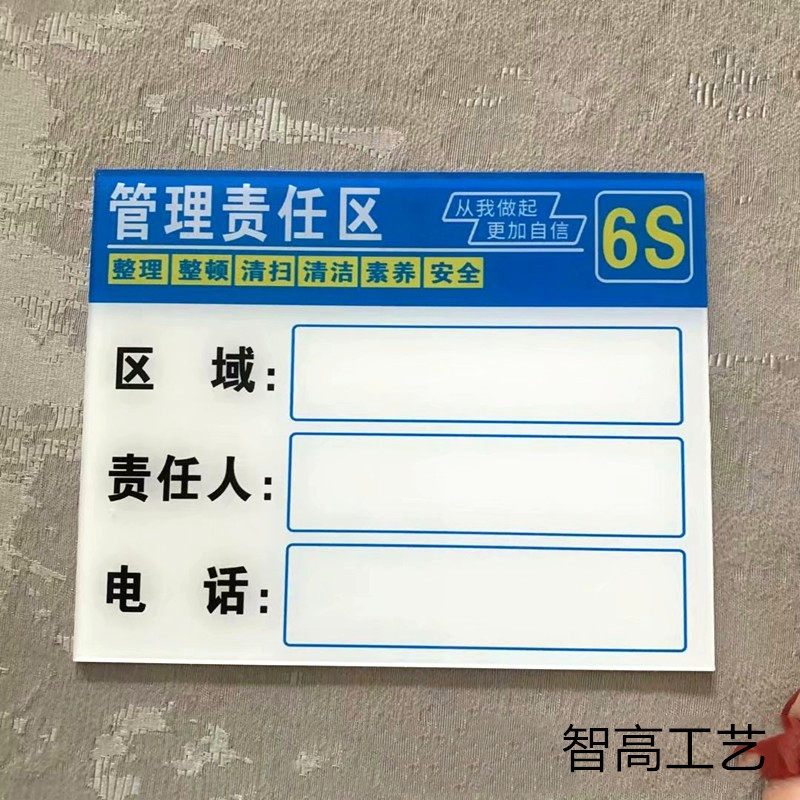 管理责任区
从我做起
更加自信
6S
整理 整顿 清扫 清洁 素养 安全
区 域:
责任人:
电 话:
智高工艺